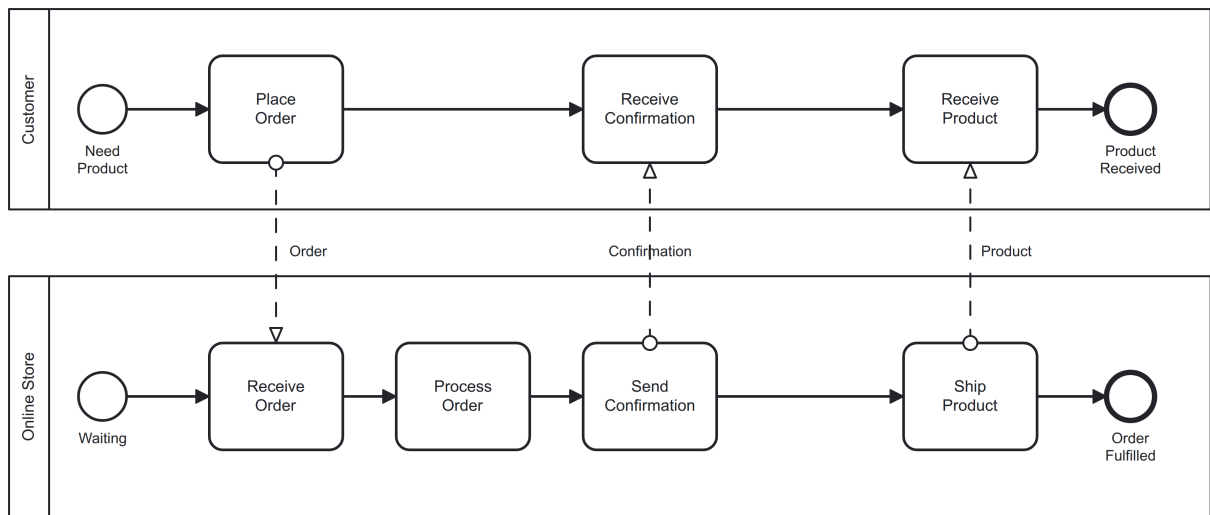 Customer
Place
Order
Receive
Confirmation
Receive
Product
Need
Product
Product
Received
Order
Confirmation
Product
Online Store
Receive
Order
Process
Order
Send
Confirmation
Ship
Product
Waiting
Order
Fulfilled